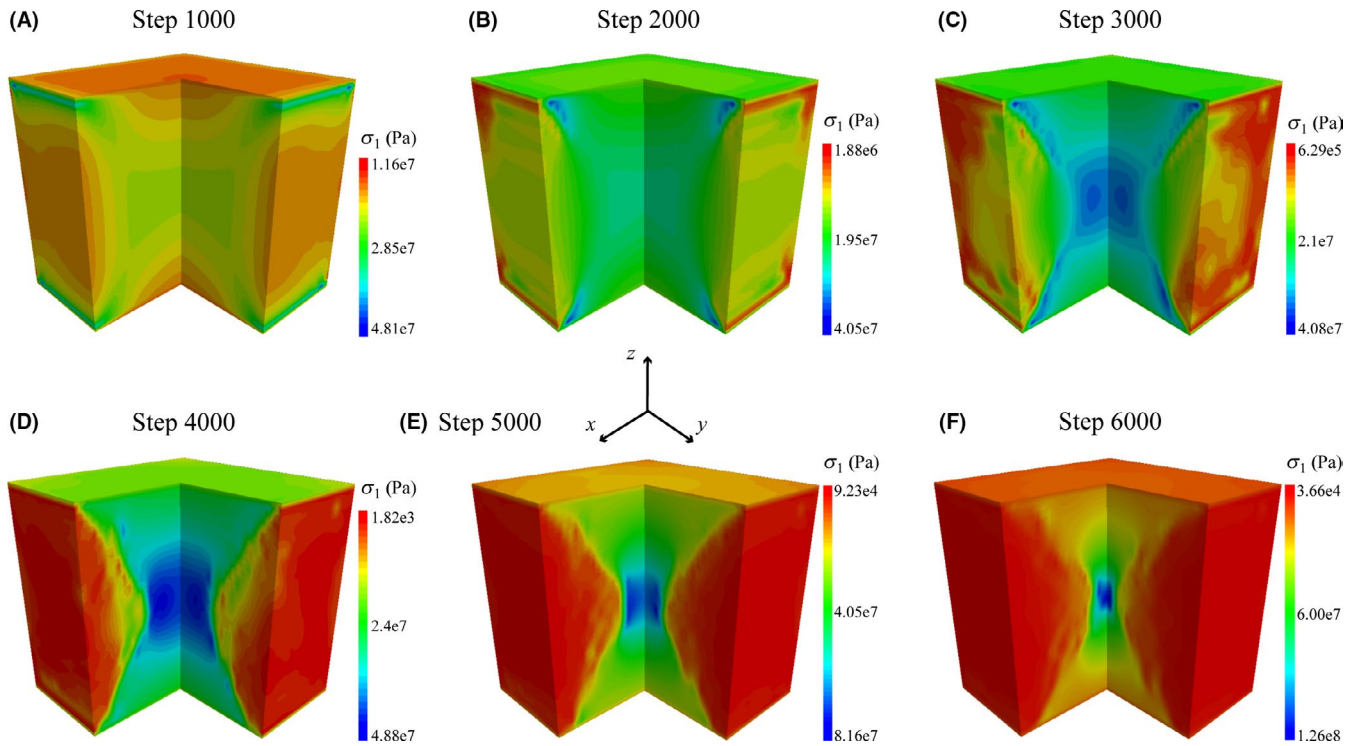 (A) Step 1000
σ1 (Pa)
1.16e7
2.85e7
4.81e7
(B) Step 2000
σ1 (Pa)
1.88e6
1.95e7
4.05e7
(C) Step 3000
σ1 (Pa)
6.29e5
2.1e7
4.08e7
z
x
y
(D) Step 4000
σ1 (Pa)
1.82e3
2.4e7
4.88e7
(E) Step 5000
σ1 (Pa)
9.23e4
4.05e7
8.16e7
(F) Step 6000
σ1 (Pa)
3.66e4
6.00e7
1.26e8